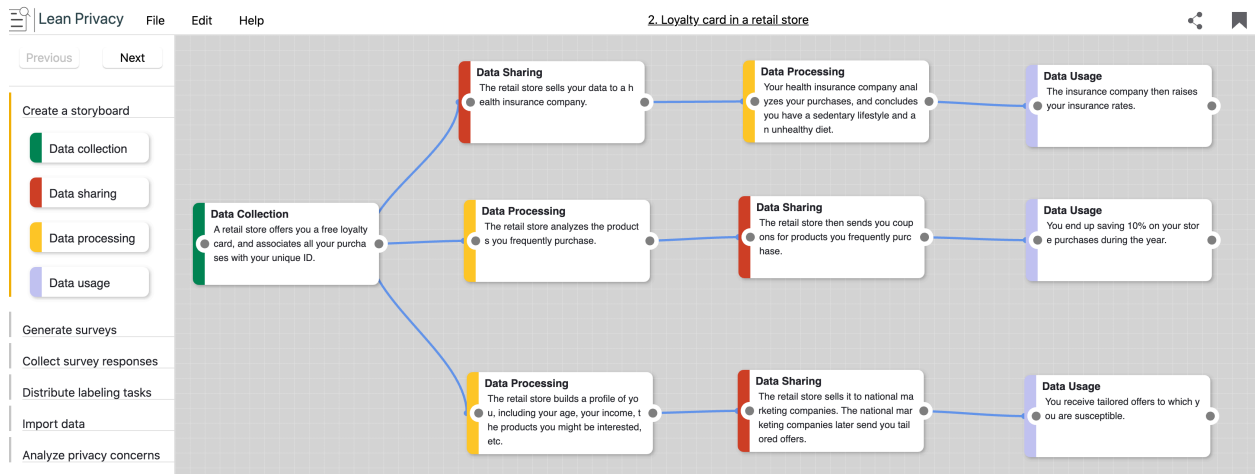 Lean Privacy File Edit Help 2. Loyalty card in a retail store
Previous Next
Create a storyboard
Data collection
Data sharing
Data processing
Data usage
Generate surveys
Collect survey responses
Distribute labeling tasks
Import data
Analyze privacy concerns
Data Collection
A retail store offers you a free loyalty
card, and associates all your purcha
ses with your unique ID.
Data Sharing
The retail store sells your data to a h
ealth insurance company.
Data Processing
Your health insurance company anal
yzes your purchases, and concludes
you have a sedentary lifestyle and a
n unhealthy diet.
Data Usage
The insurance company then raises
your insurance rates.
Data Processing
The retail store analyzes the product
s you frequently purchase.
Data Sharing
The retail store then sends you coup
ons for products you frequently purc
hase.
Data Usage
You end up saving 10% on your stor
e purchases during the year.
Data Processing
The retail store builds a profile of yo
u, including your age, your income, t
he products you might be interested,
etc.
Data Sharing
The retail store sells it to national ma
rketing companies. The national mar
keting companies later send you tail
ored offers.
Data Usage
You receive tailored offers to which y
ou are susceptible.